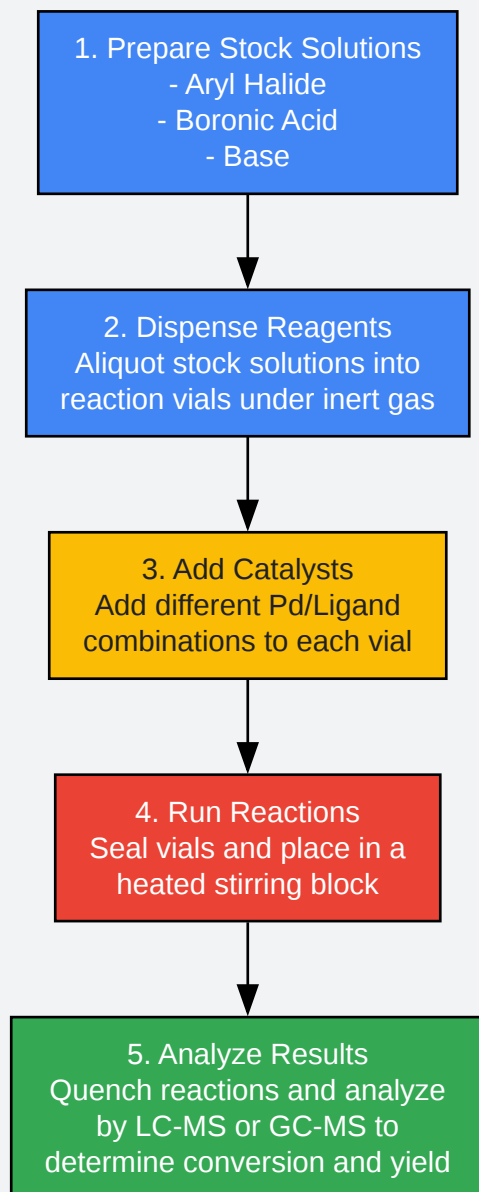 1. Prepare Stock Solutions
- Aryl Halide
- Boronic Acid
- Base
2. Dispense Reagents
Aliquot stock solutions into
reaction vials under inert gas
3. Add Catalysts
Add different Pd/Ligand
combinations to each vial
4. Run Reactions
Seal vials and place in a
heated stirring block
5. Analyze Results
Quench reactions and analyze
by LC-MS or GC-MS to
determine conversion and yield